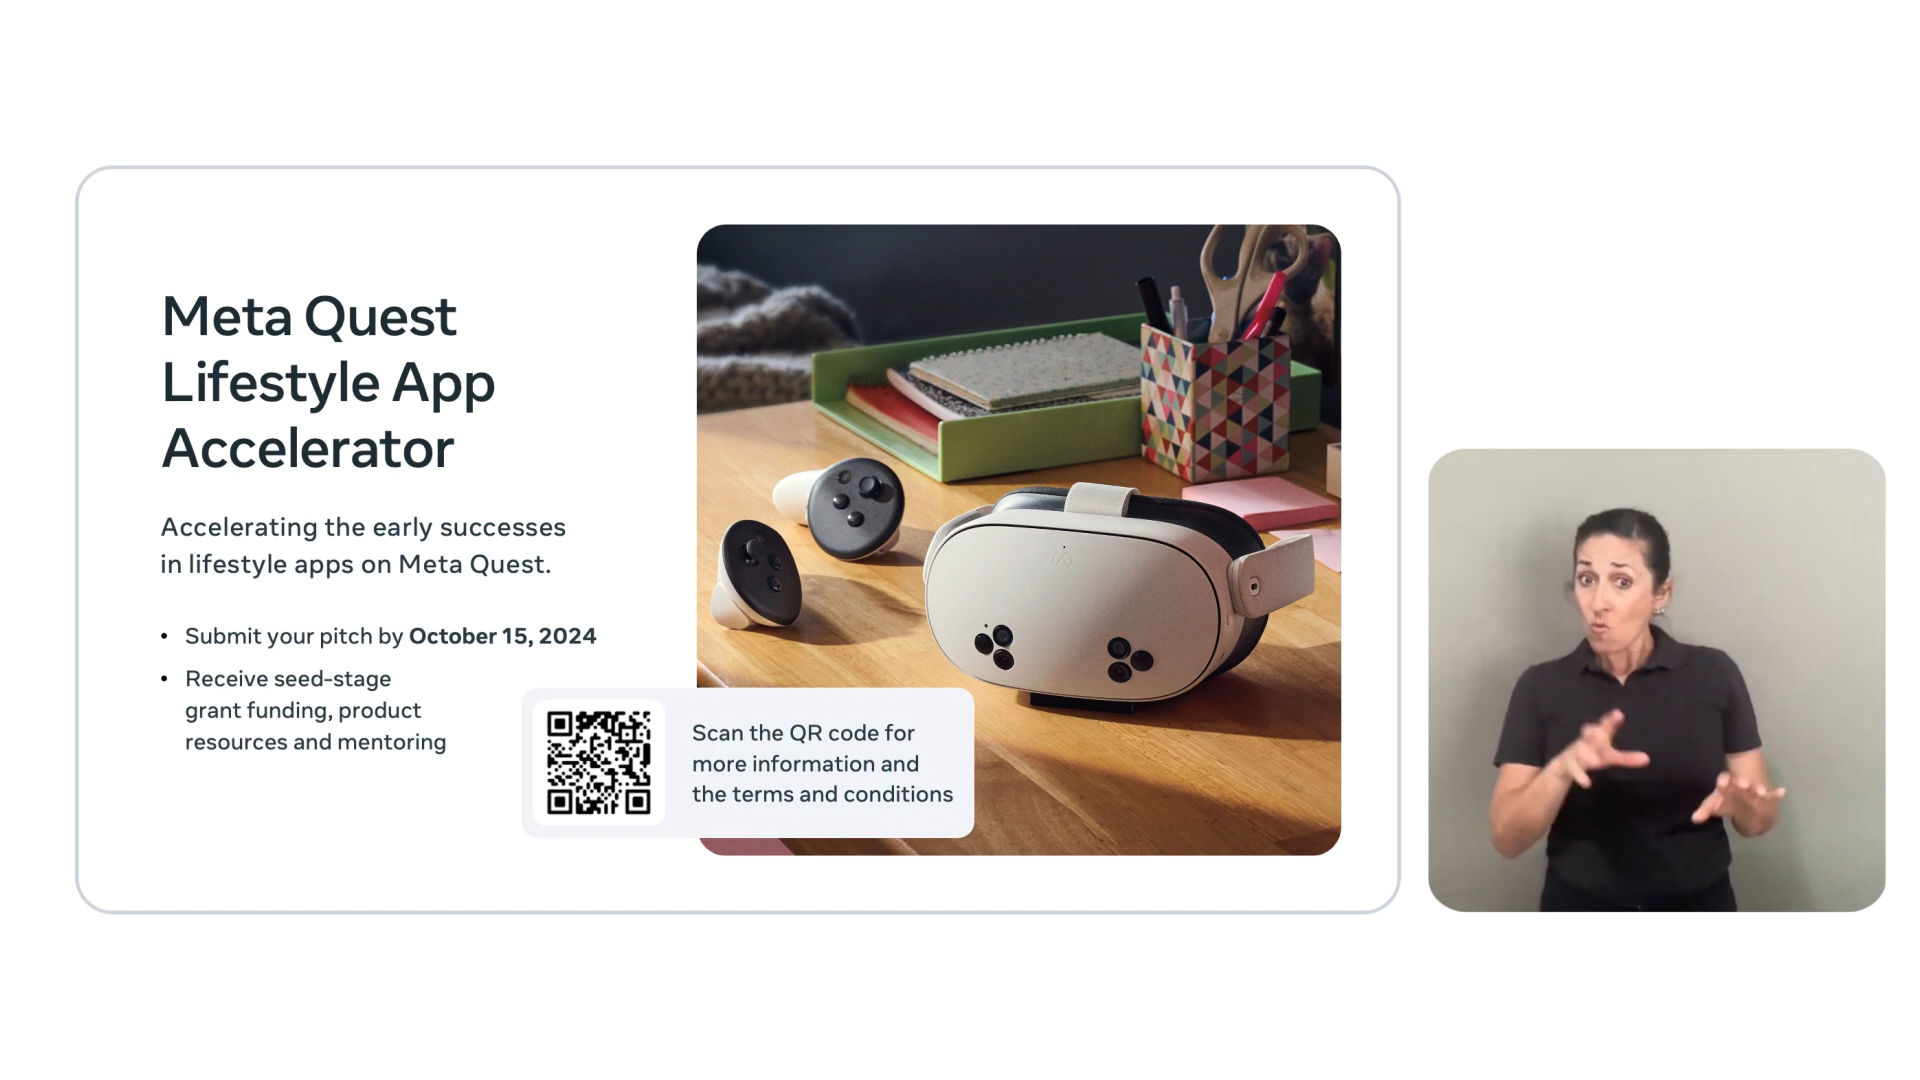 Meta Quest
Lifestyle App
Accelerator
Accelerating the early successes
in lifestyle apps on Meta Quest.
• Submit your pitch by October 15, 2024
• Receive seed-stage
grant funding, product
resources and mentoring
Scan the QR code for
more information and
the terms and conditions